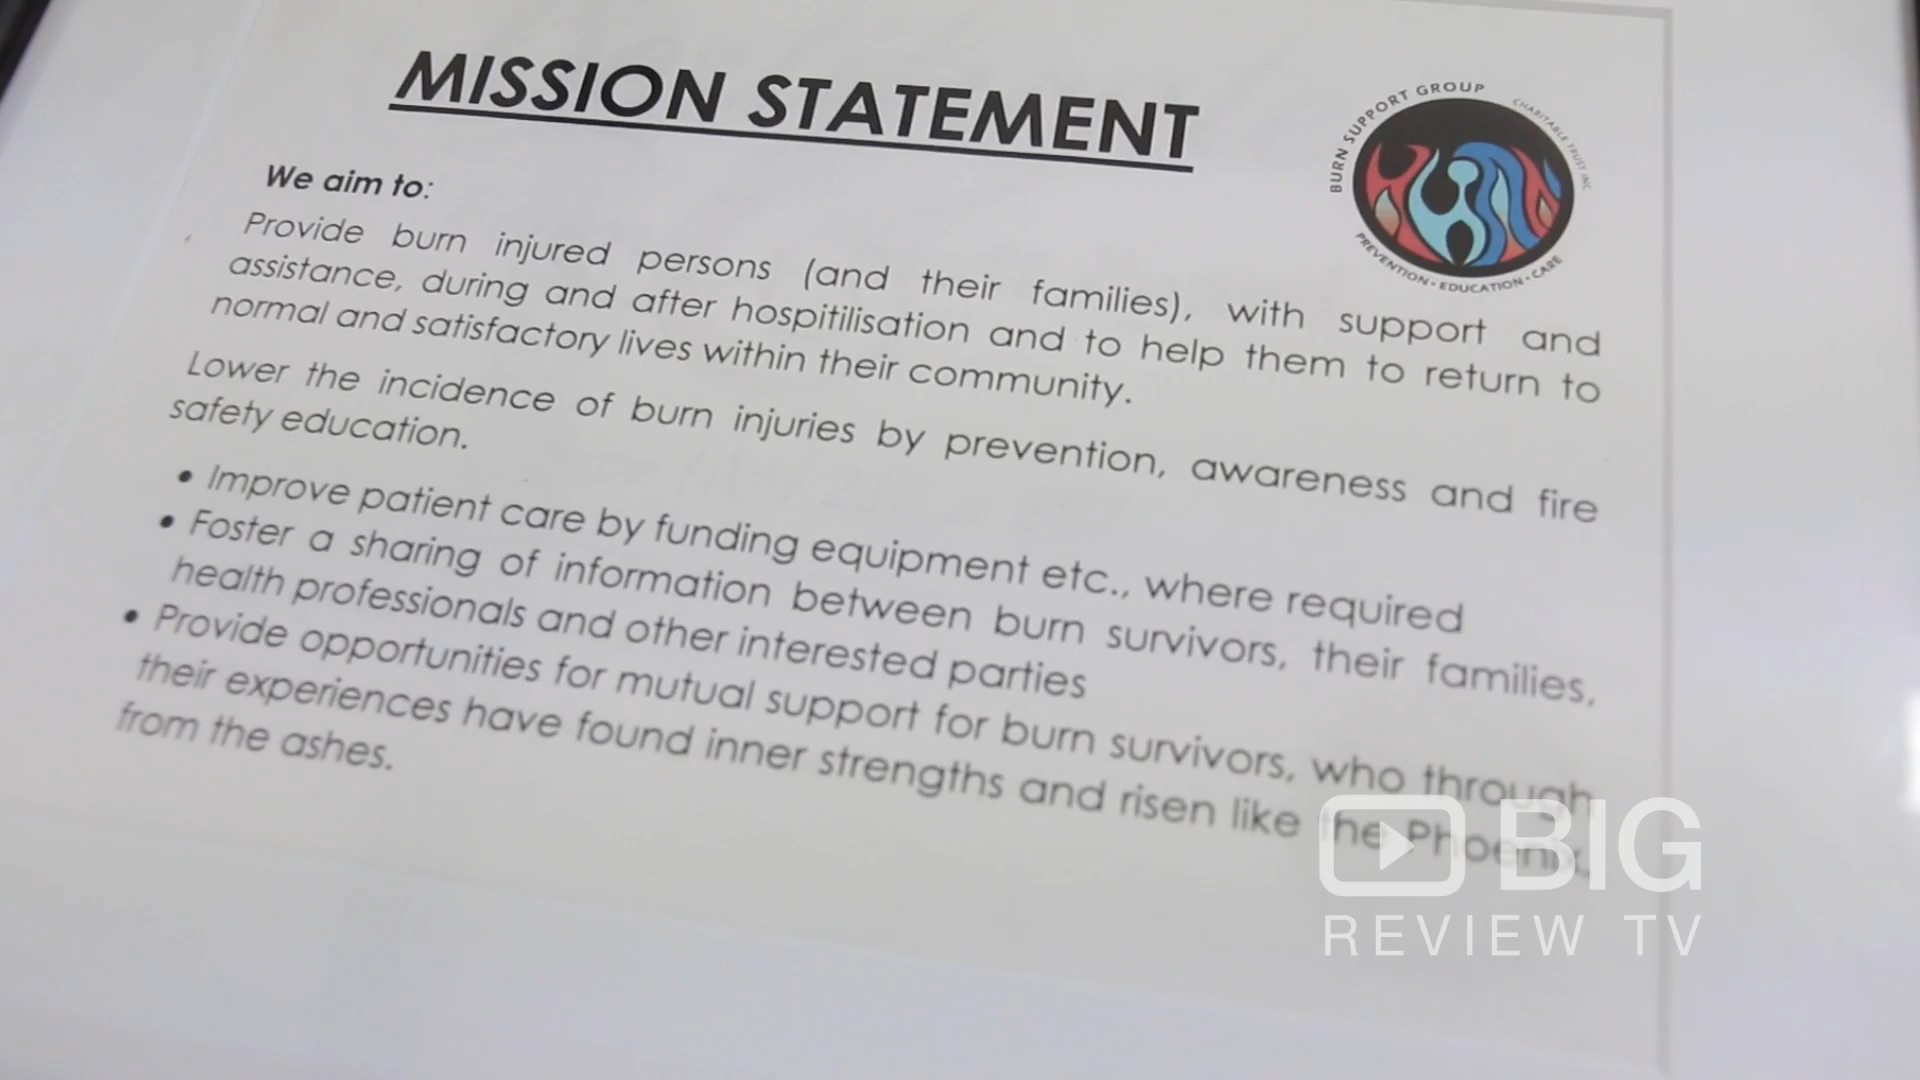 MISSION STATEMENT
BURN SUPPORT GROUP
CHARITABLE TRUST INC
PREVENTION • EDUCATION • CARE
We aim to:
Provide burn injured persons (and their families), with support and
assistance, during and after hospitilisation and to help them to return to
normal and satisfactory lives within their community.
Lower the incidence of burn injuries by prevention, awareness and fire
safety education.
• Improve patient care by funding equipment etc., where required
• Foster a sharing of information between burn survivors, their families,
health professionals and other interested parties
• Provide opportunities for mutual support for burn survivors, who through
their experiences have found inner strengths and risen like the Phoenix,
from the ashes.
BIG
REVIEW TV